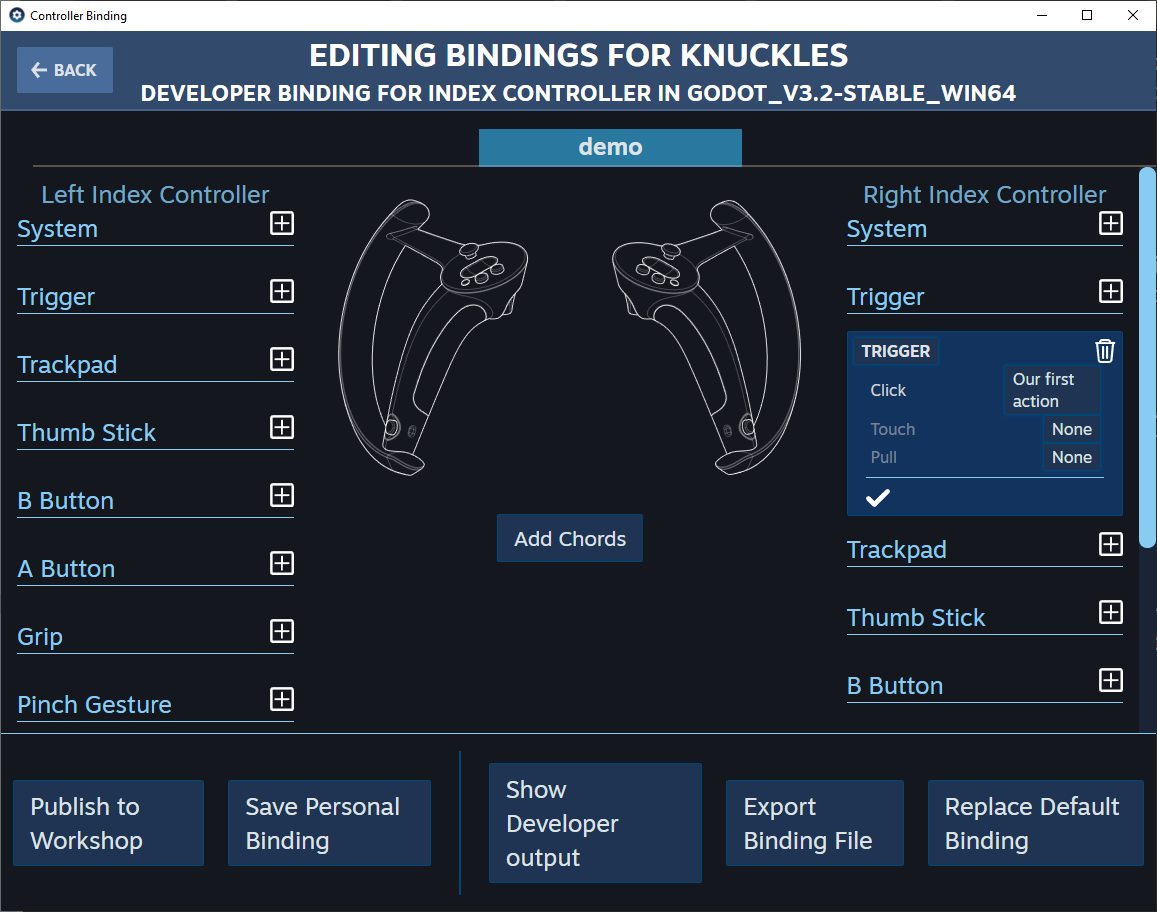 Controller Binding
BACK
EDITING BINDINGS FOR KNUCKLES
DEVELOPER BINDING FOR INDEX CONTROLLER IN GODOT_V3.2-STABLE_WIN64
demo
Left Index Controller
System
Trigger
Trackpad
Thumb Stick
B Button
A Button
Grip
Pinch Gesture
Add Chords
Right Index Controller
System
Trigger
TRIGGER
Click
Our first
action
Touch
None
Pull
None
Trackpad
Thumb Stick
B Button
Publish to
Workshop
Save Personal
Binding
Show
Developer
output
Export
Binding File
Replace Default
Binding